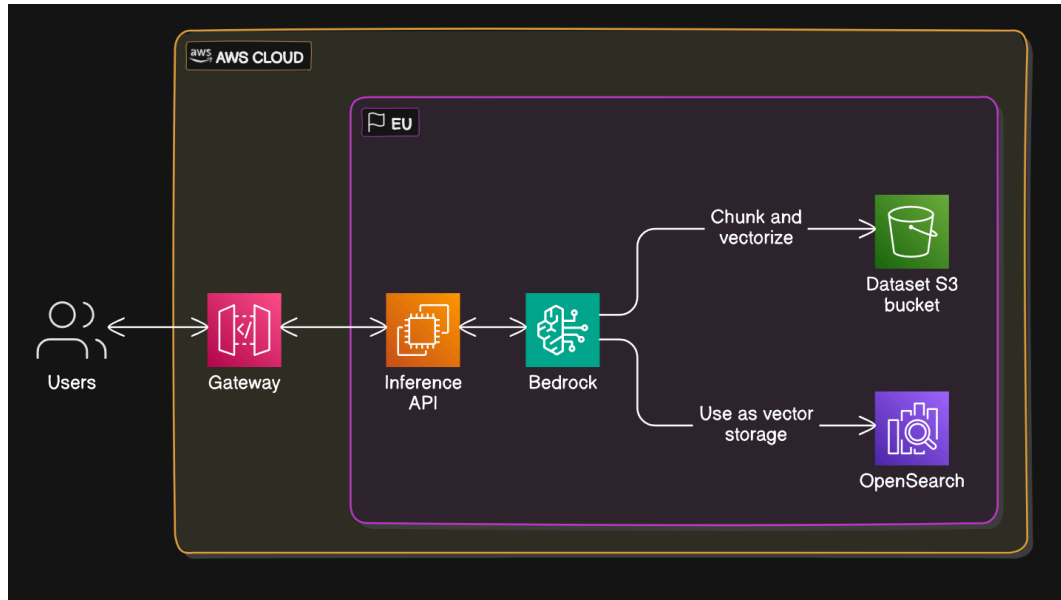 aws AWS CLOUD
EU
Chunk and
vectorize
Dataset S3
bucket
Users
Gateway
</>
Inference
API
Bedrock
Use as vector
storage
OpenSearch